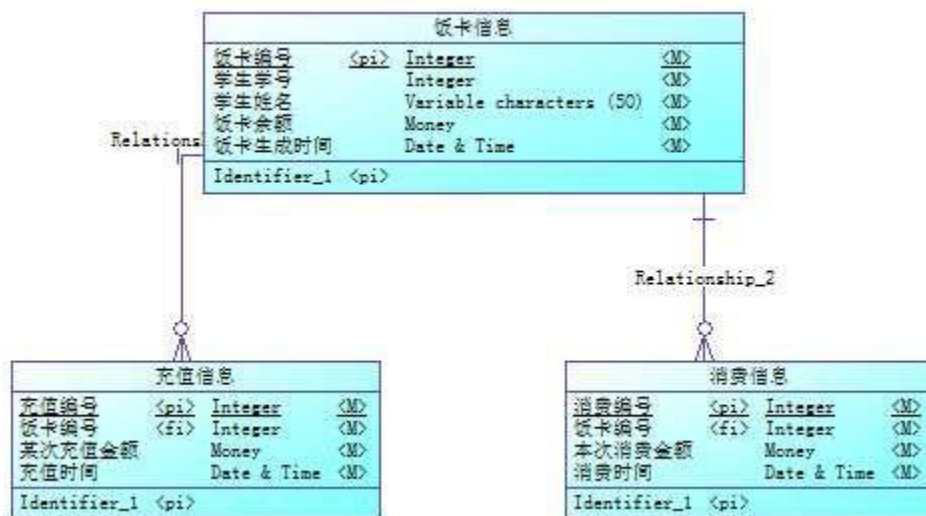 饭卡信息
饭卡编号 <pi> Integer <M>
学生学号 Integer <M>
学生姓名 Variable characters (50) <M>
饭卡余额 Money <M>
饭卡生成时间 Date & Time <M>
Identifier_1 <pi>
Relations
Relationship_2
充值信息
充值编号 <pi> Integer <M>
饭卡编号 <fi> Integer <M>
某次充值金额 Money <M>
充值时间 Date & Time <M>
Identifier_1 <pi>
消费信息
消费编号 <pi> Integer <M>
饭卡编号 <fi> Integer <M>
本次消费金额 Money <M>
消费时间 Date & Time <M>
Identifier_1 <pi>